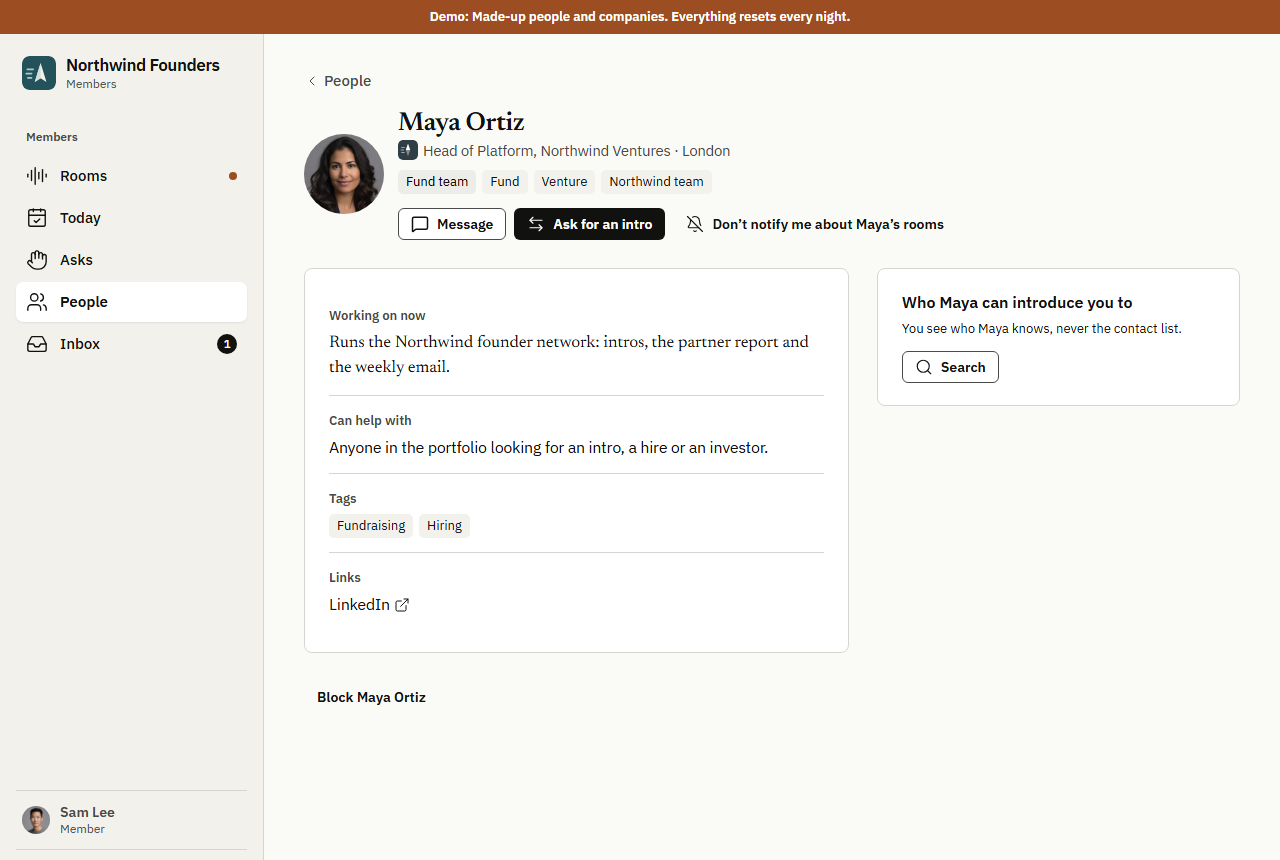 Demo: Made-up people and companies. Everything resets every night.
Northwind Founders
Members
Members
Rooms
Today
Asks
People
Inbox
1
Sam Lee
Member
People
Maya Ortiz
Head of Platform, Northwind Ventures · London
Fund team
Fund
Venture
Northwind team
Message
Ask for an intro
Don’t notify me about Maya’s rooms
Working on now
Runs the Northwind founder network: intros, the partner report and
the weekly email.
Can help with
Anyone in the portfolio looking for an intro, a hire or an investor.
Tags
Fundraising
Hiring
Links
LinkedIn
Block Maya Ortiz
Who Maya can introduce you to
You see who Maya knows, never the contact list.
Search